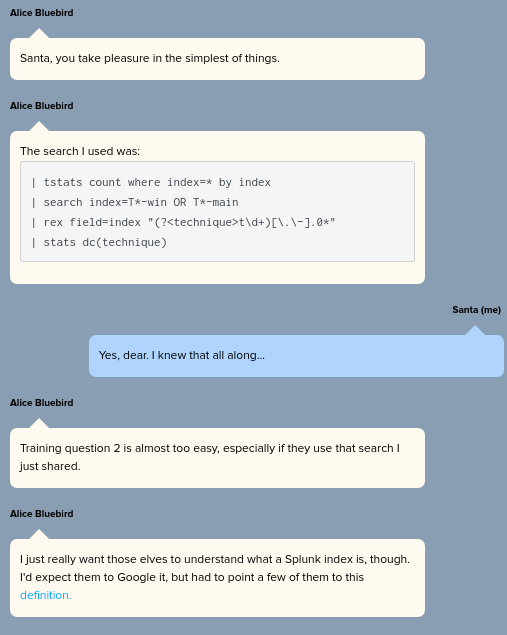 Alice Bluebird
Santa, you take pleasure in the simplest of things.
Alice Bluebird
The search I used was:
| tstats count where index=* by index
| search index=T*-win OR T*-main
| rex field=index "(?<technique>t\d+)[\.\-].0*"
| stats dc(technique)
Santa (me)
Yes, dear. I knew that all along...
Alice Bluebird
Training question 2 is almost too easy, especially if they use that search I
just shared.
Alice Bluebird
I just really want those elves to understand what a Splunk index is, though.
I'd expect them to Google it, but had to point a few of them to this
definition.